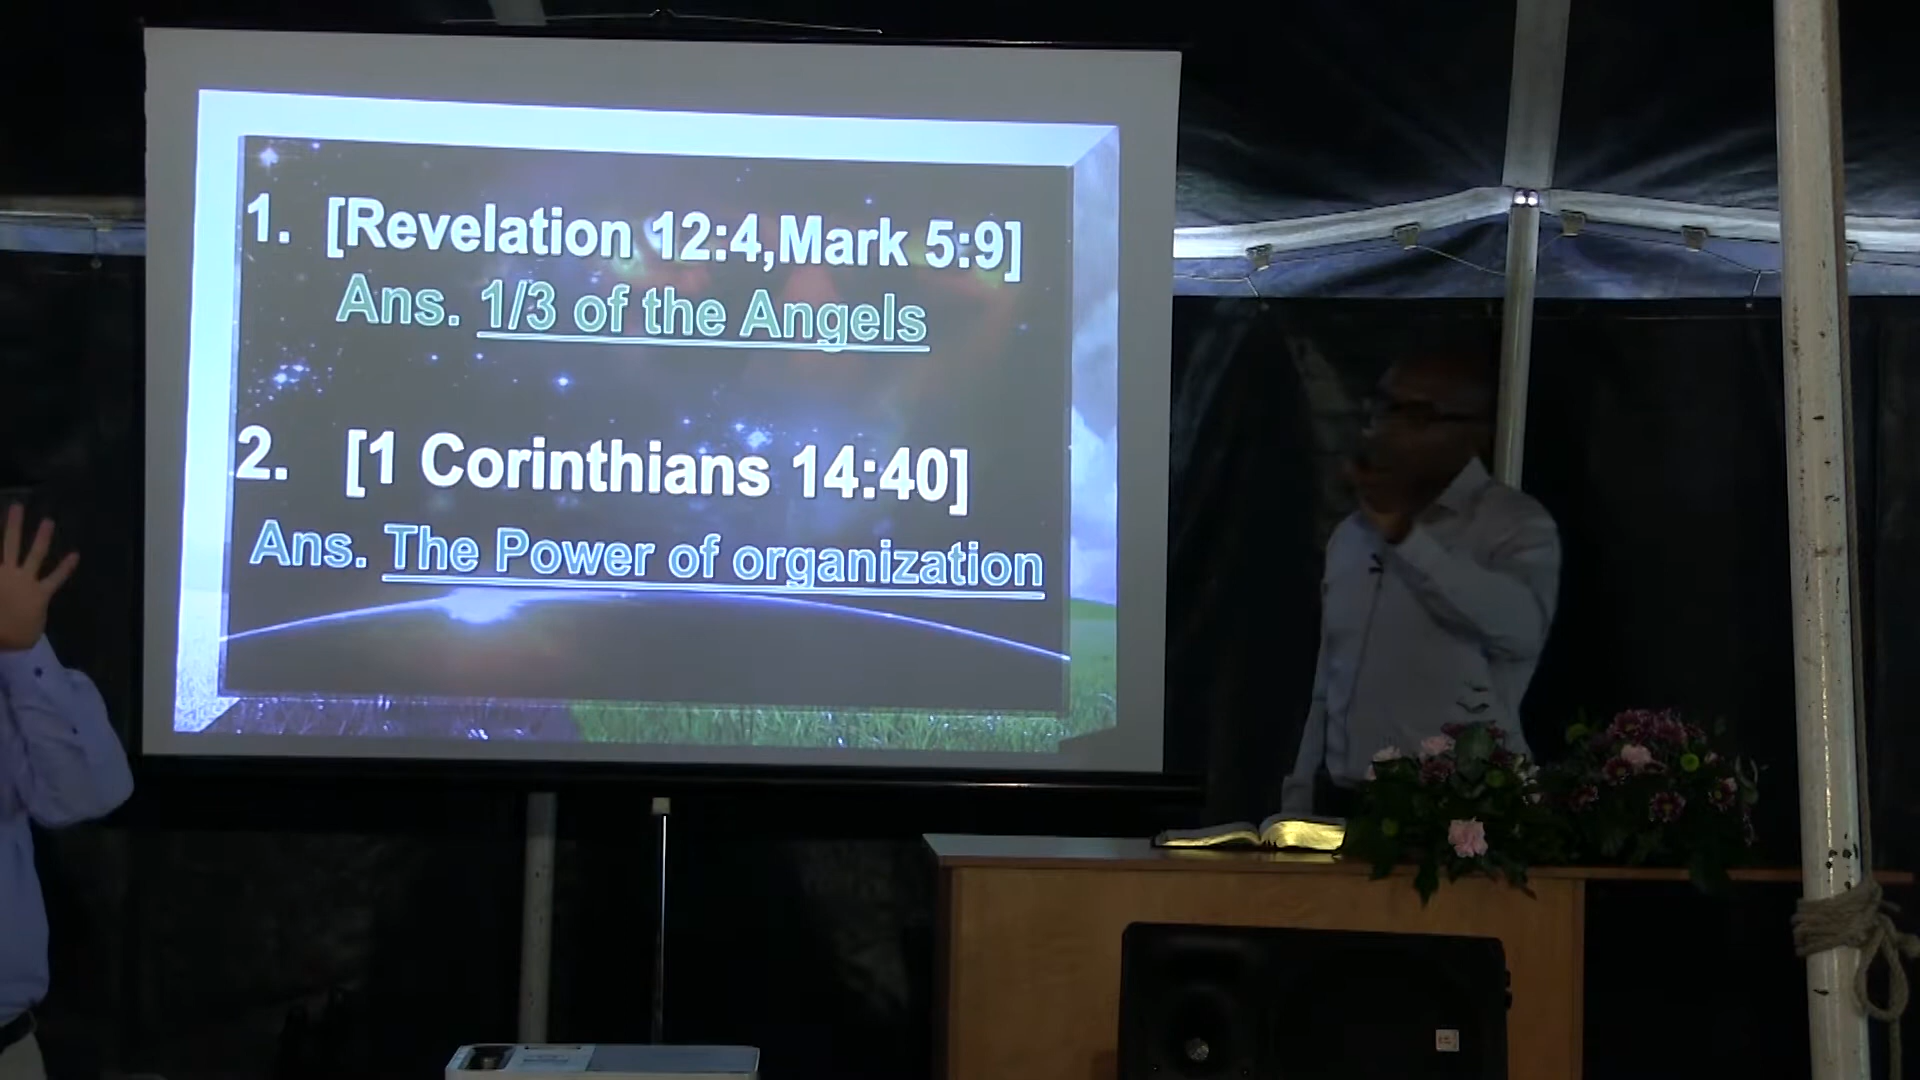 1. [Revelation 12:4,Mark 5:9]
Ans. 1/3 of the Angels
2. [1 Corinthians 14:40]
Ans. The Power of organization